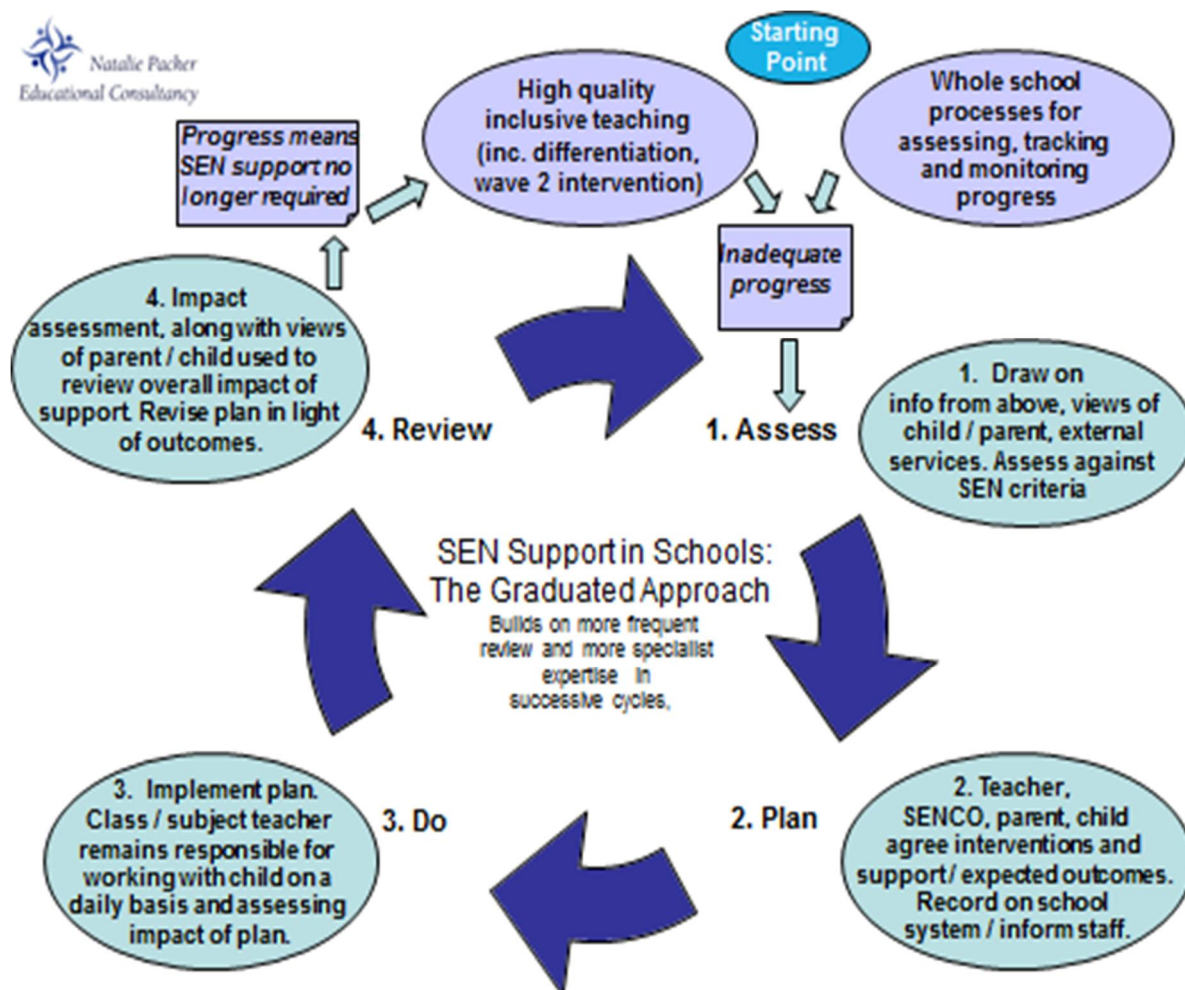 Natalie Packer
Educational Consultancy
Starting
Point
High quality
inclusive teaching
(inc. differentiation,
wave 2 intervention)
Whole school
processes for
assessing, tracking
and monitoring
progress
Progress means
SEN support no
longer required
Inadequate
progress
4. Impact
assessment, along with views
of parent / child used to
review overall impact of
support. Revise plan in light
of outcomes.
4. Review
1. Assess
1. Draw on
info from above, views of
child / parent, external
services. Assess against
SEN criteria
SEN Support in Schools:
The Graduated Approach
Builds on more frequent
review and more specialist
expertise in
successive cycles,
3. Implement plan.
Class / subject teacher
remains responsible for
working with child on a
daily basis and assessing
impact of plan.
3. Do
2. Plan
2. Teacher,
SENCO, parent, child
agree interventions and
support / expected outcomes.
Record on school
system / inform staff.